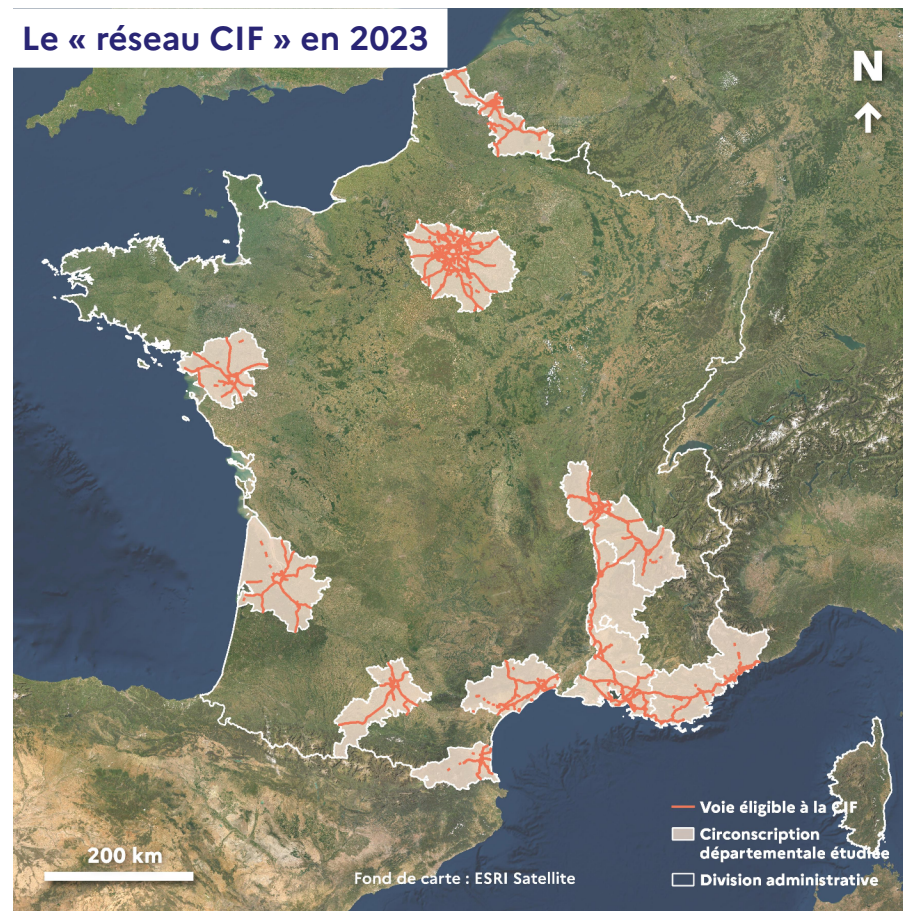 Le « réseau CIF » en 2023
N
Voie éligible à la CIF
Circonscription
départementale étudiée
Division administrative
200 km
Fond de carte : ESRI Satellite